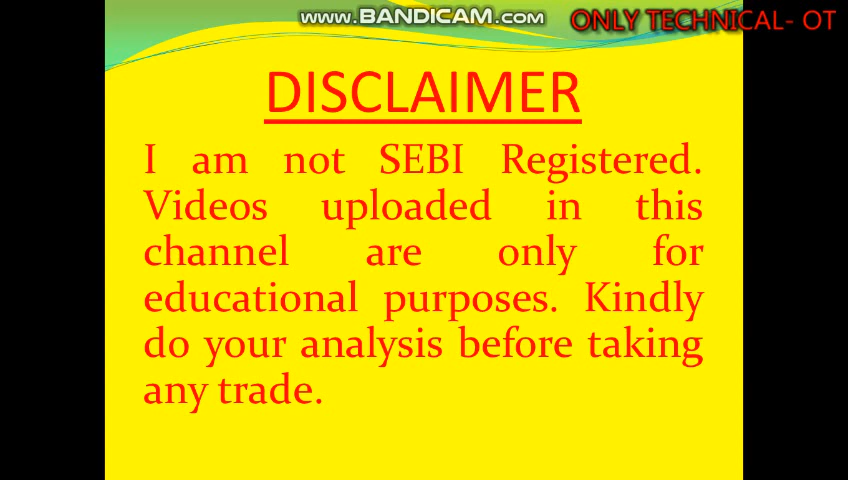 www.BANDICAM.com
ONLY TECHNICAL- OT
DISCLAIMER
I am not SEBI Registered.
Videos uploaded in this
channel are only for
educational purposes. Kindly
do your analysis before taking
any trade.